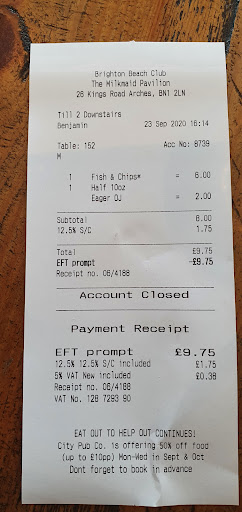 Brighton Beach Club
The Milkmaid Pavilion
26 Kings Road Arches, BN1 2LN
Till 2 Downstairs
Benjamin 23 Sep 2020 16:14
Table: 152 Acc No: 8739
M
1 Fish & Chips* = 6.00
1 Half 10oz
Eager OJ = 2.00
Subtotal 8.00
12.5% S/C 1.75
Total £9.75
EFT prompt -£9.75
Receipt no. 06/4188
Account Closed
Payment Receipt
EFT prompt £9.75
12.5% 12.5% S/C included £1.75
5% VAT New included £0.38
Receipt no. 06/4188
VAT No. 128 7293 90
EAT OUT TO HELP OUT CONTINUES!
City Pub Co. is offering 50% off food
(up to £10pp) Mon-Wed in Sept & Oct
Dont forget to book in advance